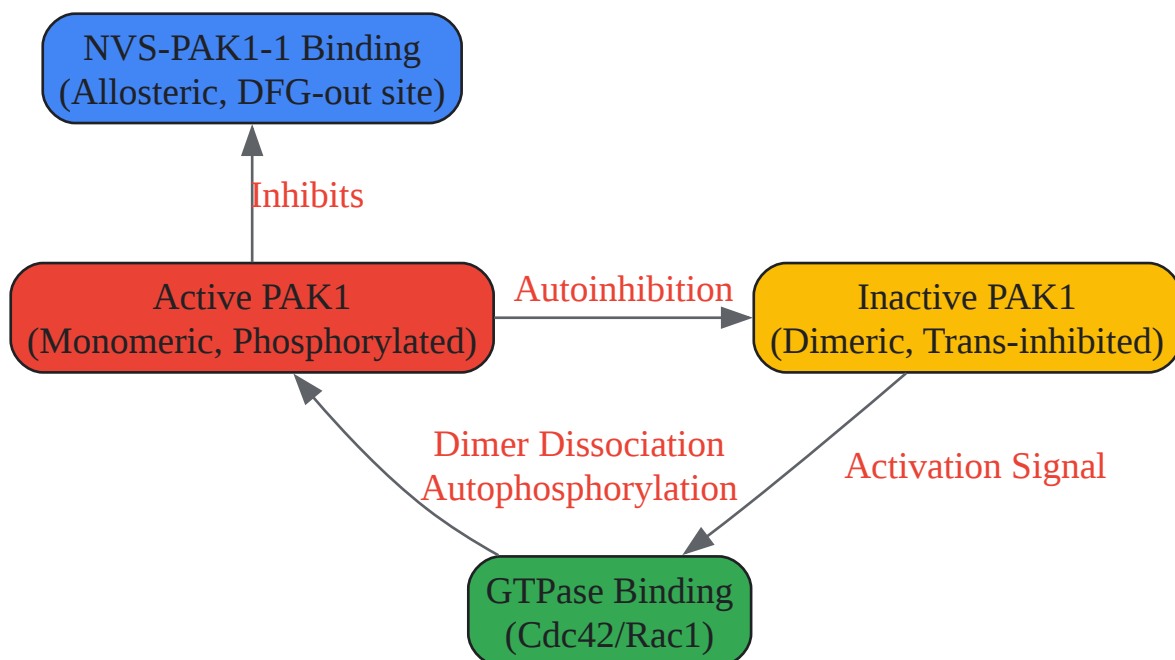 NVS-PAK1-1 Binding
(Allosteric, DFG-out site)
Inhibits
Active PAK1
(Monomeric, Phosphorylated)
Autoinhibition
Inactive PAK1
(Dimeric, Trans-inhibited)
Dimer Dissociation
Autophosphorylation
Activation Signal
GTPase Binding
(Cdc42/Rac1)